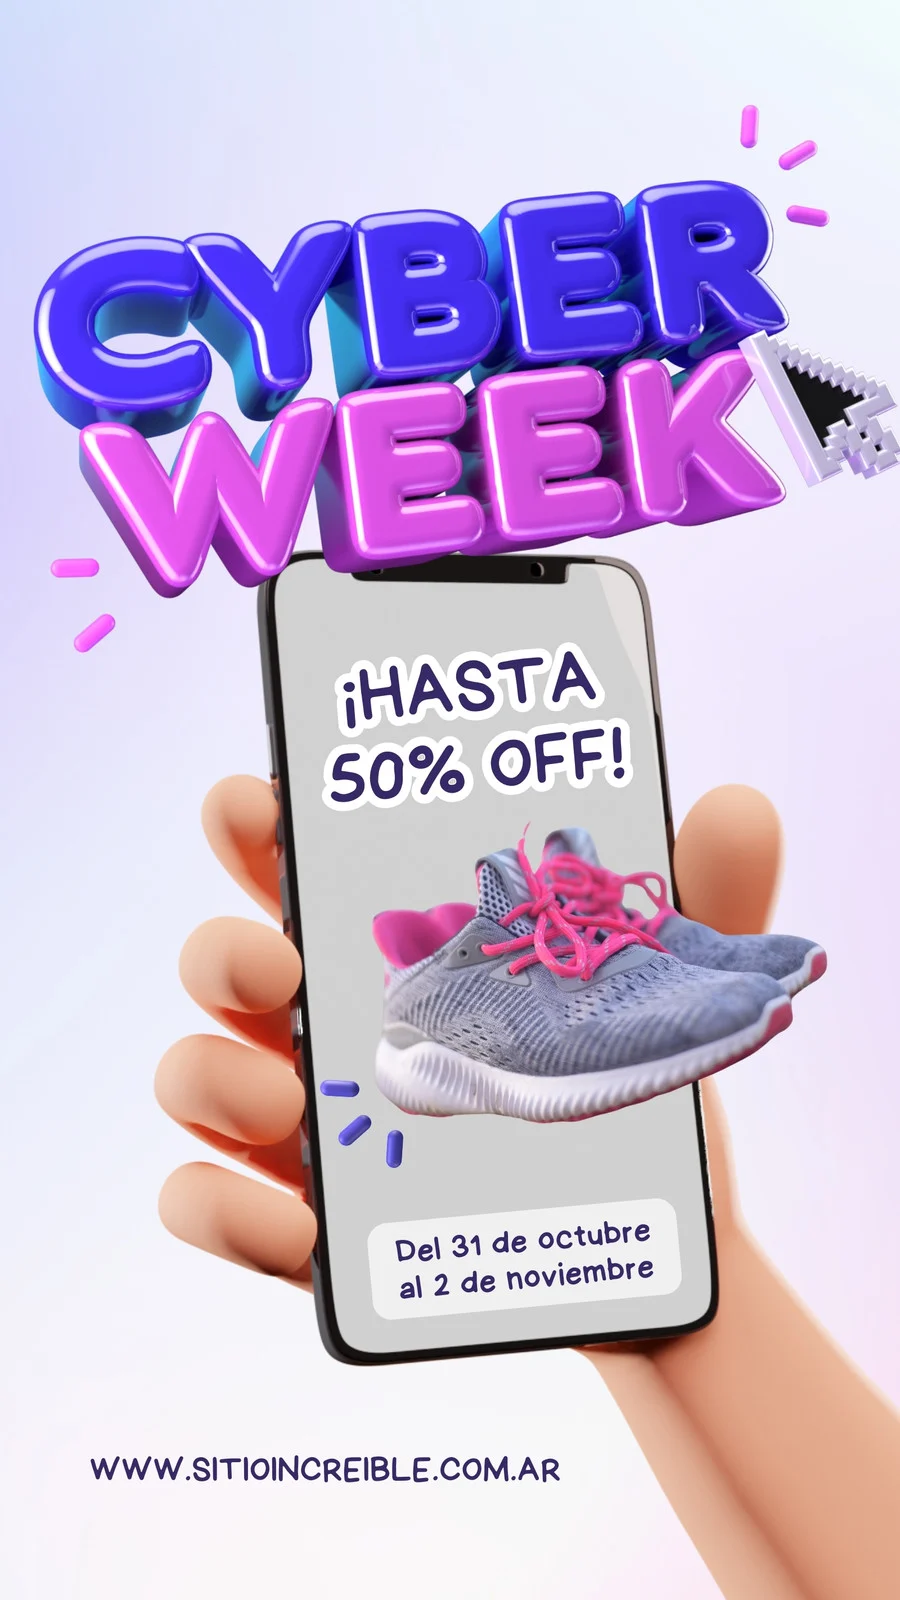 CYBER
WEEK
¡HASTA
50% OFF!
Del 31 de octubre
al 2 de noviembre
WWW.SITIOINCREIBLE.COM.AR